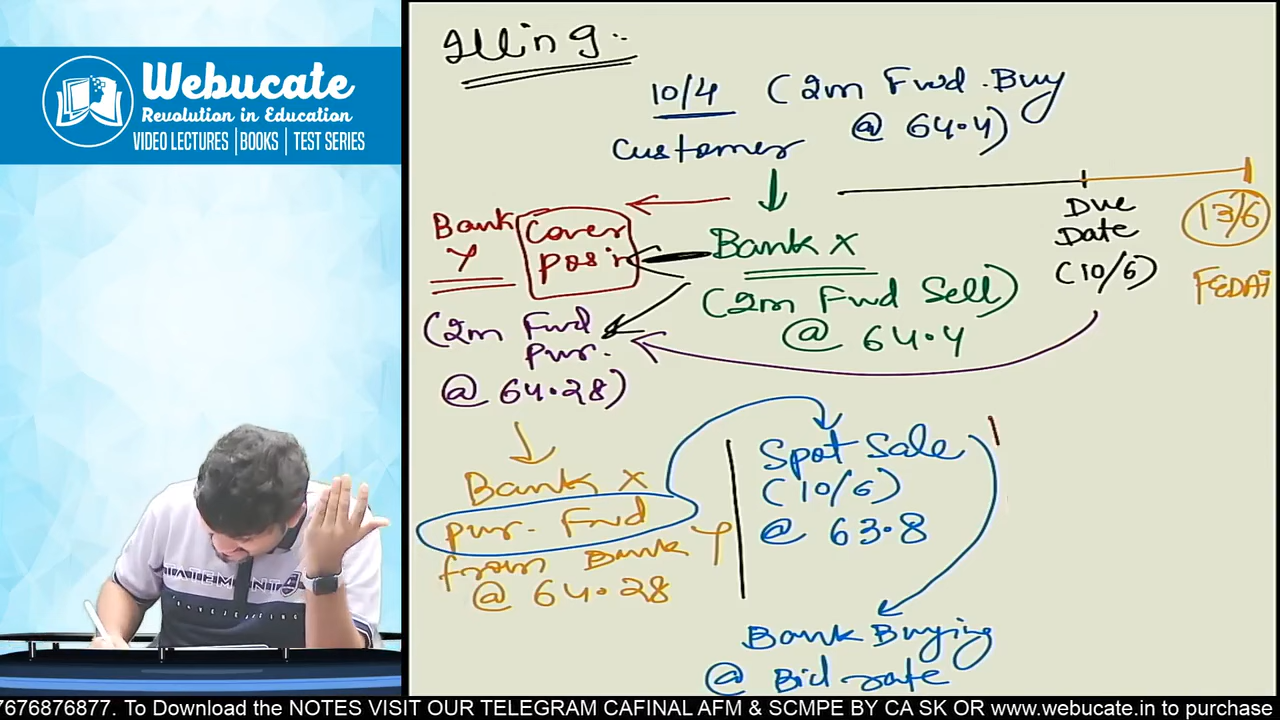 Webucate
Revolution in Education
VIDEO LECTURES | BOOKS | TEST SERIES
Illing:
10/4 (2m Fwd. Buy
@ 64.4)
Customer
Bank X
(2m Fwd Sell)
@ 64.4
Bank
Y
Cover
posin
(2m Fwd
pur.
@ 64.28)
Due
Date
(10/6)
13/6
FEDAI
Bank X
pur. Fwd
from Bank Y
@ 64.28
Spot Sale
(10/6)
@ 63.8
Bank Buying
@ Bid rate
7676876877. To Download the NOTES VISIT OUR TELEGRAM CAFINAL AFM & SCMPE BY CA SK OR www.webucate.in to purchase